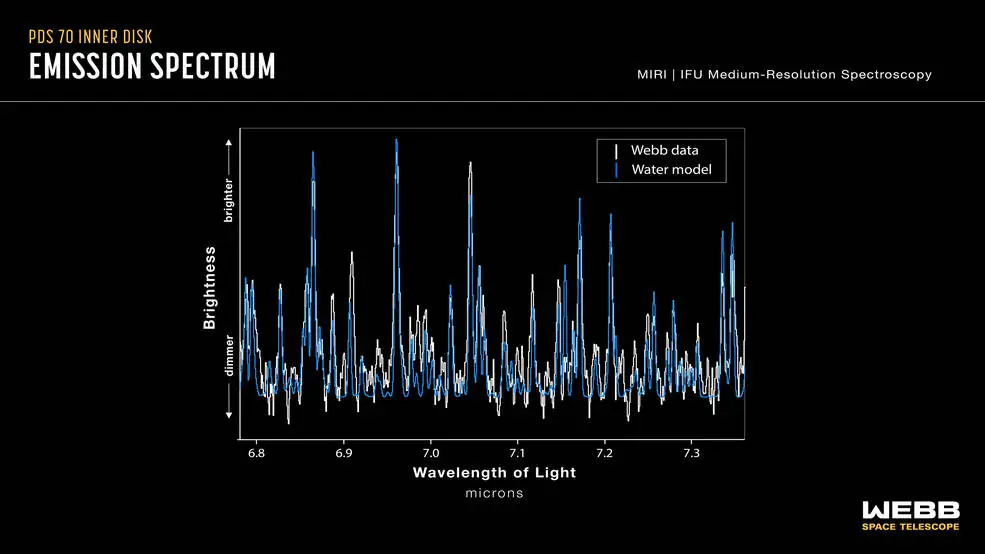 PDS 70 INNER DISK
EMISSION SPECTRUM
MIRI | IFU Medium-Resolution Spectroscopy
Webb data
Water model
brighter
Brightness
dimmer
6.8 6.9 7.0 7.1 7.2 7.3
Wavelength of Light
microns
WEBB
SPACE TELESCOPE